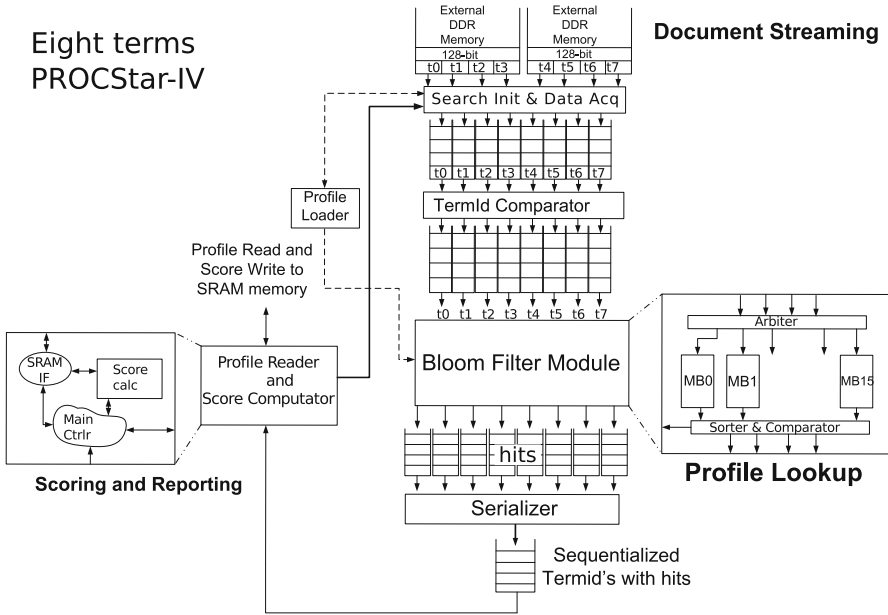 Eight terms
PROCStar-IV
External
DDR
Memory
128-bit
t0 t1 t2 t3
External
DDR
Memory
128-bit
t4 t5 t6 t7
Document Streaming
Search Init & Data Acq
t0 t1 t2 t3 t4 t5 t6 t7
Profile
Loader
TermId Comparator
Profile Read and
Score Write to
SRAM memory
t0 t1 t2 t3 t4 t5 t6 t7
Bloom Filter Module
Arbiter
MB0
MB1
MB15
Sorter & Comparator
Profile Lookup
SRAM
IF
Score
calc
Main
Ctrlr
Scoring and Reporting
Profile Reader
and
Score Computator
hits
Serializer
Sequentialized
Termid's with hits